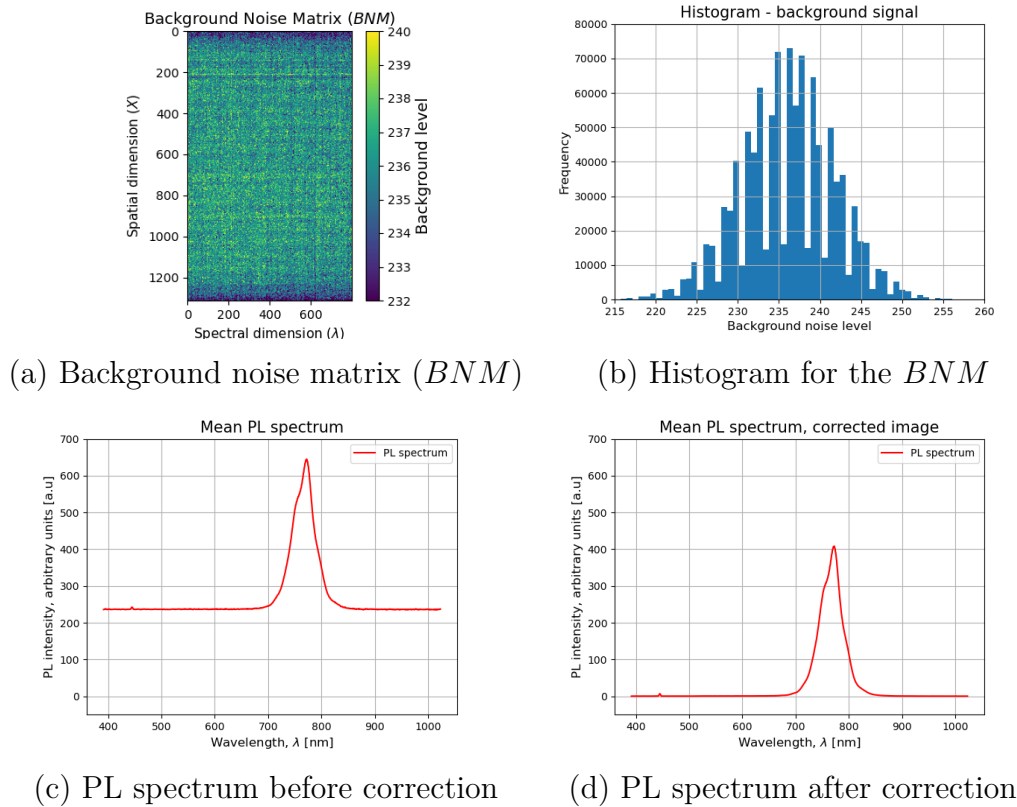 Background Noise Matrix (BNM)
0
200
400
600
800
1000
1200
Spatial dimension (X)
0 200 400 600
Spectral dimension (λ)
240
239
238
237
236
235
234
233
232
Background level
Histogram - background signal
80000
70000
60000
50000
40000
30000
20000
10000
0
Frequency
215 220 225 230 235 240 245 250 255 260
Background noise level
(a) Background noise matrix (BNM)
(b) Histogram for the BNM
Mean PL spectrum
PL spectrum
700
600
500
400
300
200
100
0
PL intensity, arbitrary units [a.u]
400 500 600 700 800 900 1000
Wavelength, λ [nm]
Mean PL spectrum, corrected image
PL spectrum
700
600
500
400
300
200
100
0
PL intensity, arbitrary units [a.u]
400 500 600 700 800 900 1000
Wavelength, λ [nm]
(c) PL spectrum before correction
(d) PL spectrum after correction